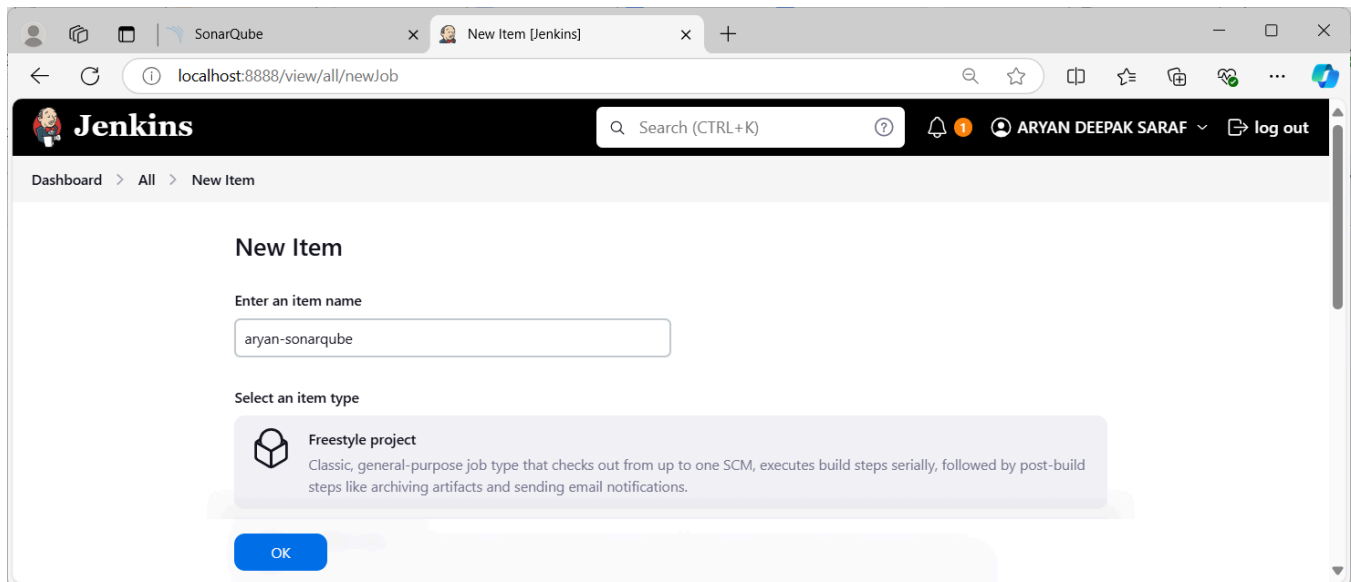 SonarQube
New Item [Jenkins]
localhost:8888/view/all/newJob
Jenkins
Search (CTRL+K)
1
ARYAN DEEPAK SARAF
log out
Dashboard > All > New Item
New Item
Enter an item name
aryan-sonarqube
Select an item type
Freestyle project
Classic, general-purpose job type that checks out from up to one SCM, executes build steps serially, followed by post-build
steps like archiving artifacts and sending email notifications.
OK